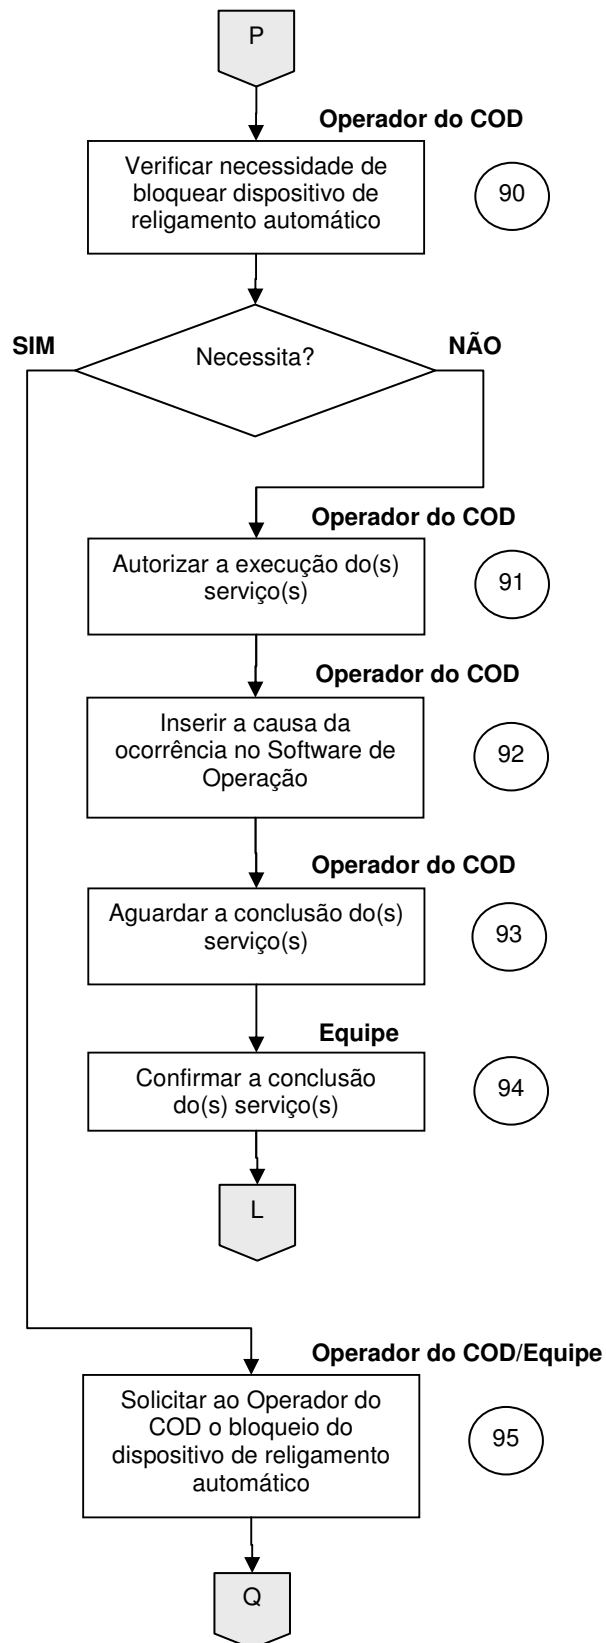 P
Operador do COD
Verificar necessidade de
bloquear dispositivo de
religamento automático
90
SIM
Necessita?
NÃO
Operador do COD
Autorizar a execução do(s)
serviço(s)
91
Operador do COD
Inserir a causa da
ocorrência no Software de
Operação
92
Operador do COD
Aguardar a conclusão do(s)
serviço(s)
93
Equipe
Confirmar a conclusão
do(s) serviço(s)
94
L
Operador do COD/Equipe
Solicitar ao Operador do
COD o bloqueio do
dispositivo de religamento
automático
95
Q